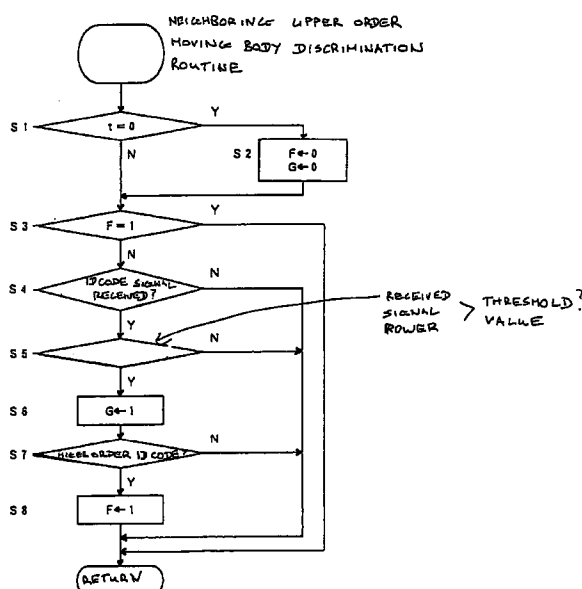 NEIGHBORING UPPER ORDER
MOVING BODY DISCRIMINATION
ROUTINE
S1
t=0
Y
N
S2
F←0
G←0
S3
F=1
Y
N
S4
ID CODE SIGNAL
RECEIVED?
N
Y
RECEIVED
SIGNAL
POWER
> THRESHOLD?
VALUE
S5
N
Y
S6
G←1
S7
HIGHER ORDER ID CODE?
N
Y
S8
F←1
RETURN